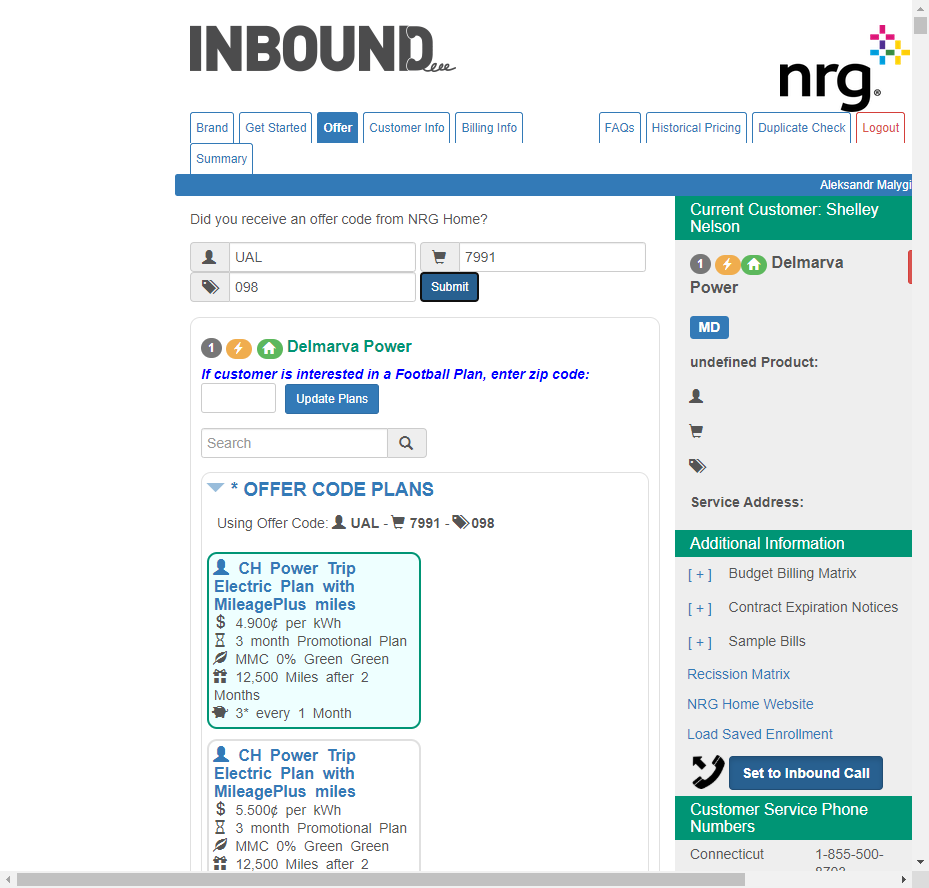 INBOUND
nrg
Brand
Get Started
Offer
Customer Info
Billing Info
FAQs
Historical Pricing
Duplicate Check
Logout
Summary
Aleksandr Malygi
Did you receive an offer code from NRG Home?
UAL
7991
098
Submit
1
Delmarva Power
If customer is interested in a Football Plan, enter zip code:
Update Plans
Search
* OFFER CODE PLANS
Using Offer Code: UAL - 7991 - 098
CH Power Trip
Electric Plan with
MileagePlus miles
$ 4.900¢ per kWh
3 month Promotional Plan
MMC 0% Green Green
12,500 Miles after 2
Months
3* every 1 Month
CH Power Trip
Electric Plan with
MileagePlus miles
$ 5.500¢ per kWh
3 month Promotional Plan
MMC 0% Green Green
12,500 Miles after 2
Current Customer: Shelley
Nelson
1 Delmarva
Power
MD
undefined Product:
Service Address:
Additional Information
[ + ] Budget Billing Matrix
[ + ] Contract Expiration Notices
[ + ] Sample Bills
Recission Matrix
NRG Home Website
Load Saved Enrollment
Set to Inbound Call
Customer Service Phone
Numbers
Connecticut 1-855-500-